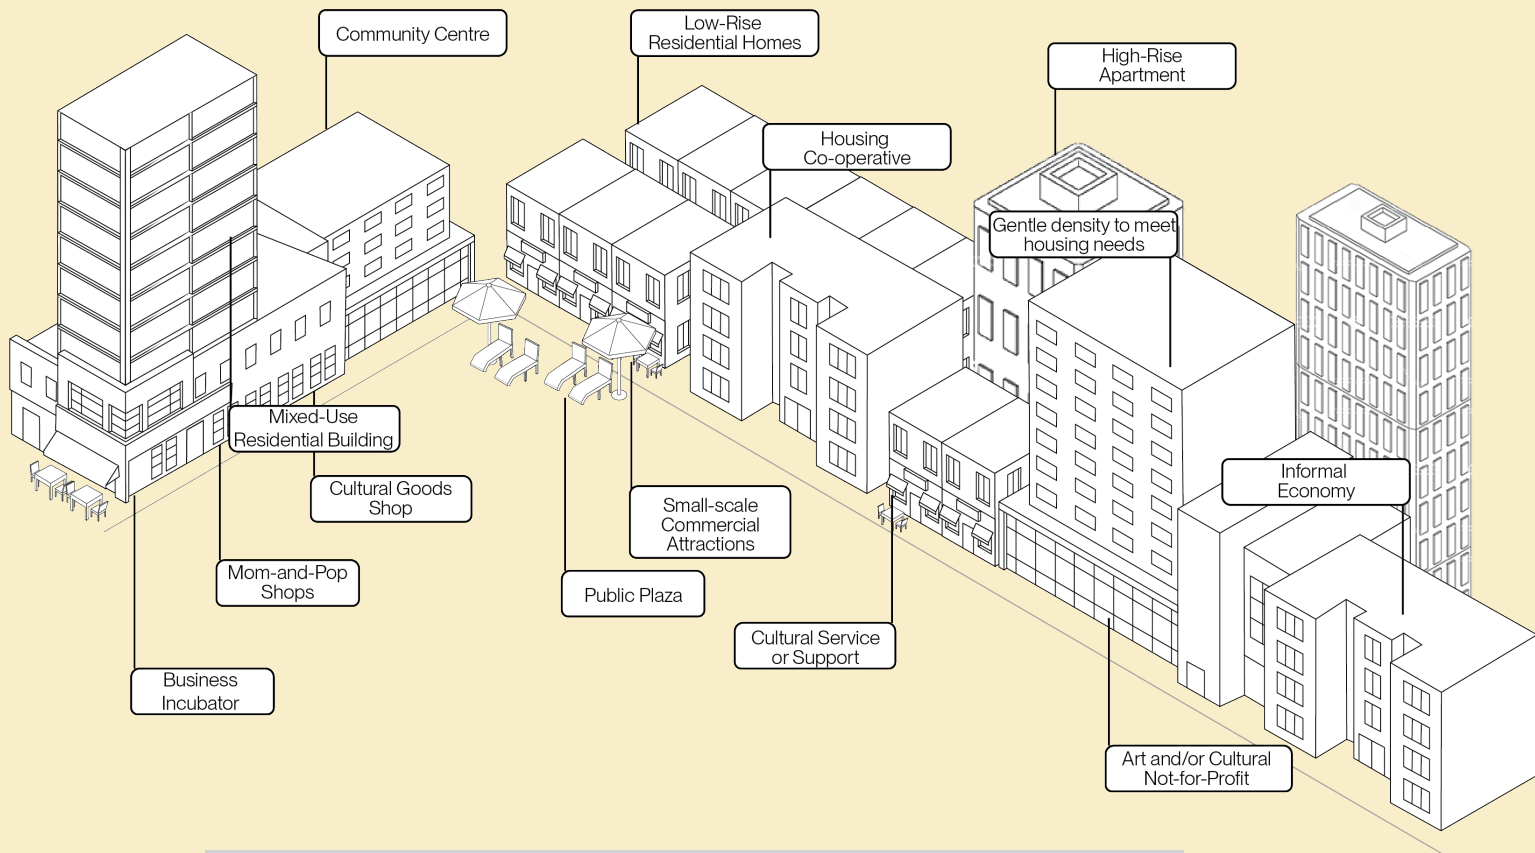 Community Centre
Low-Rise
Residential Homes
High-Rise
Apartment
Housing
Co-operative
Gentle density to meet
housing needs
Mixed-Use
Residential Building
Informal
Economy
Cultural Goods
Shop
Small-scale
Commercial
Attractions
Mom-and-Pop
Shops
Public Plaza
Cultural Service
or Support
Business
Incubator
Art and/or Cultural
Not-for-Profit